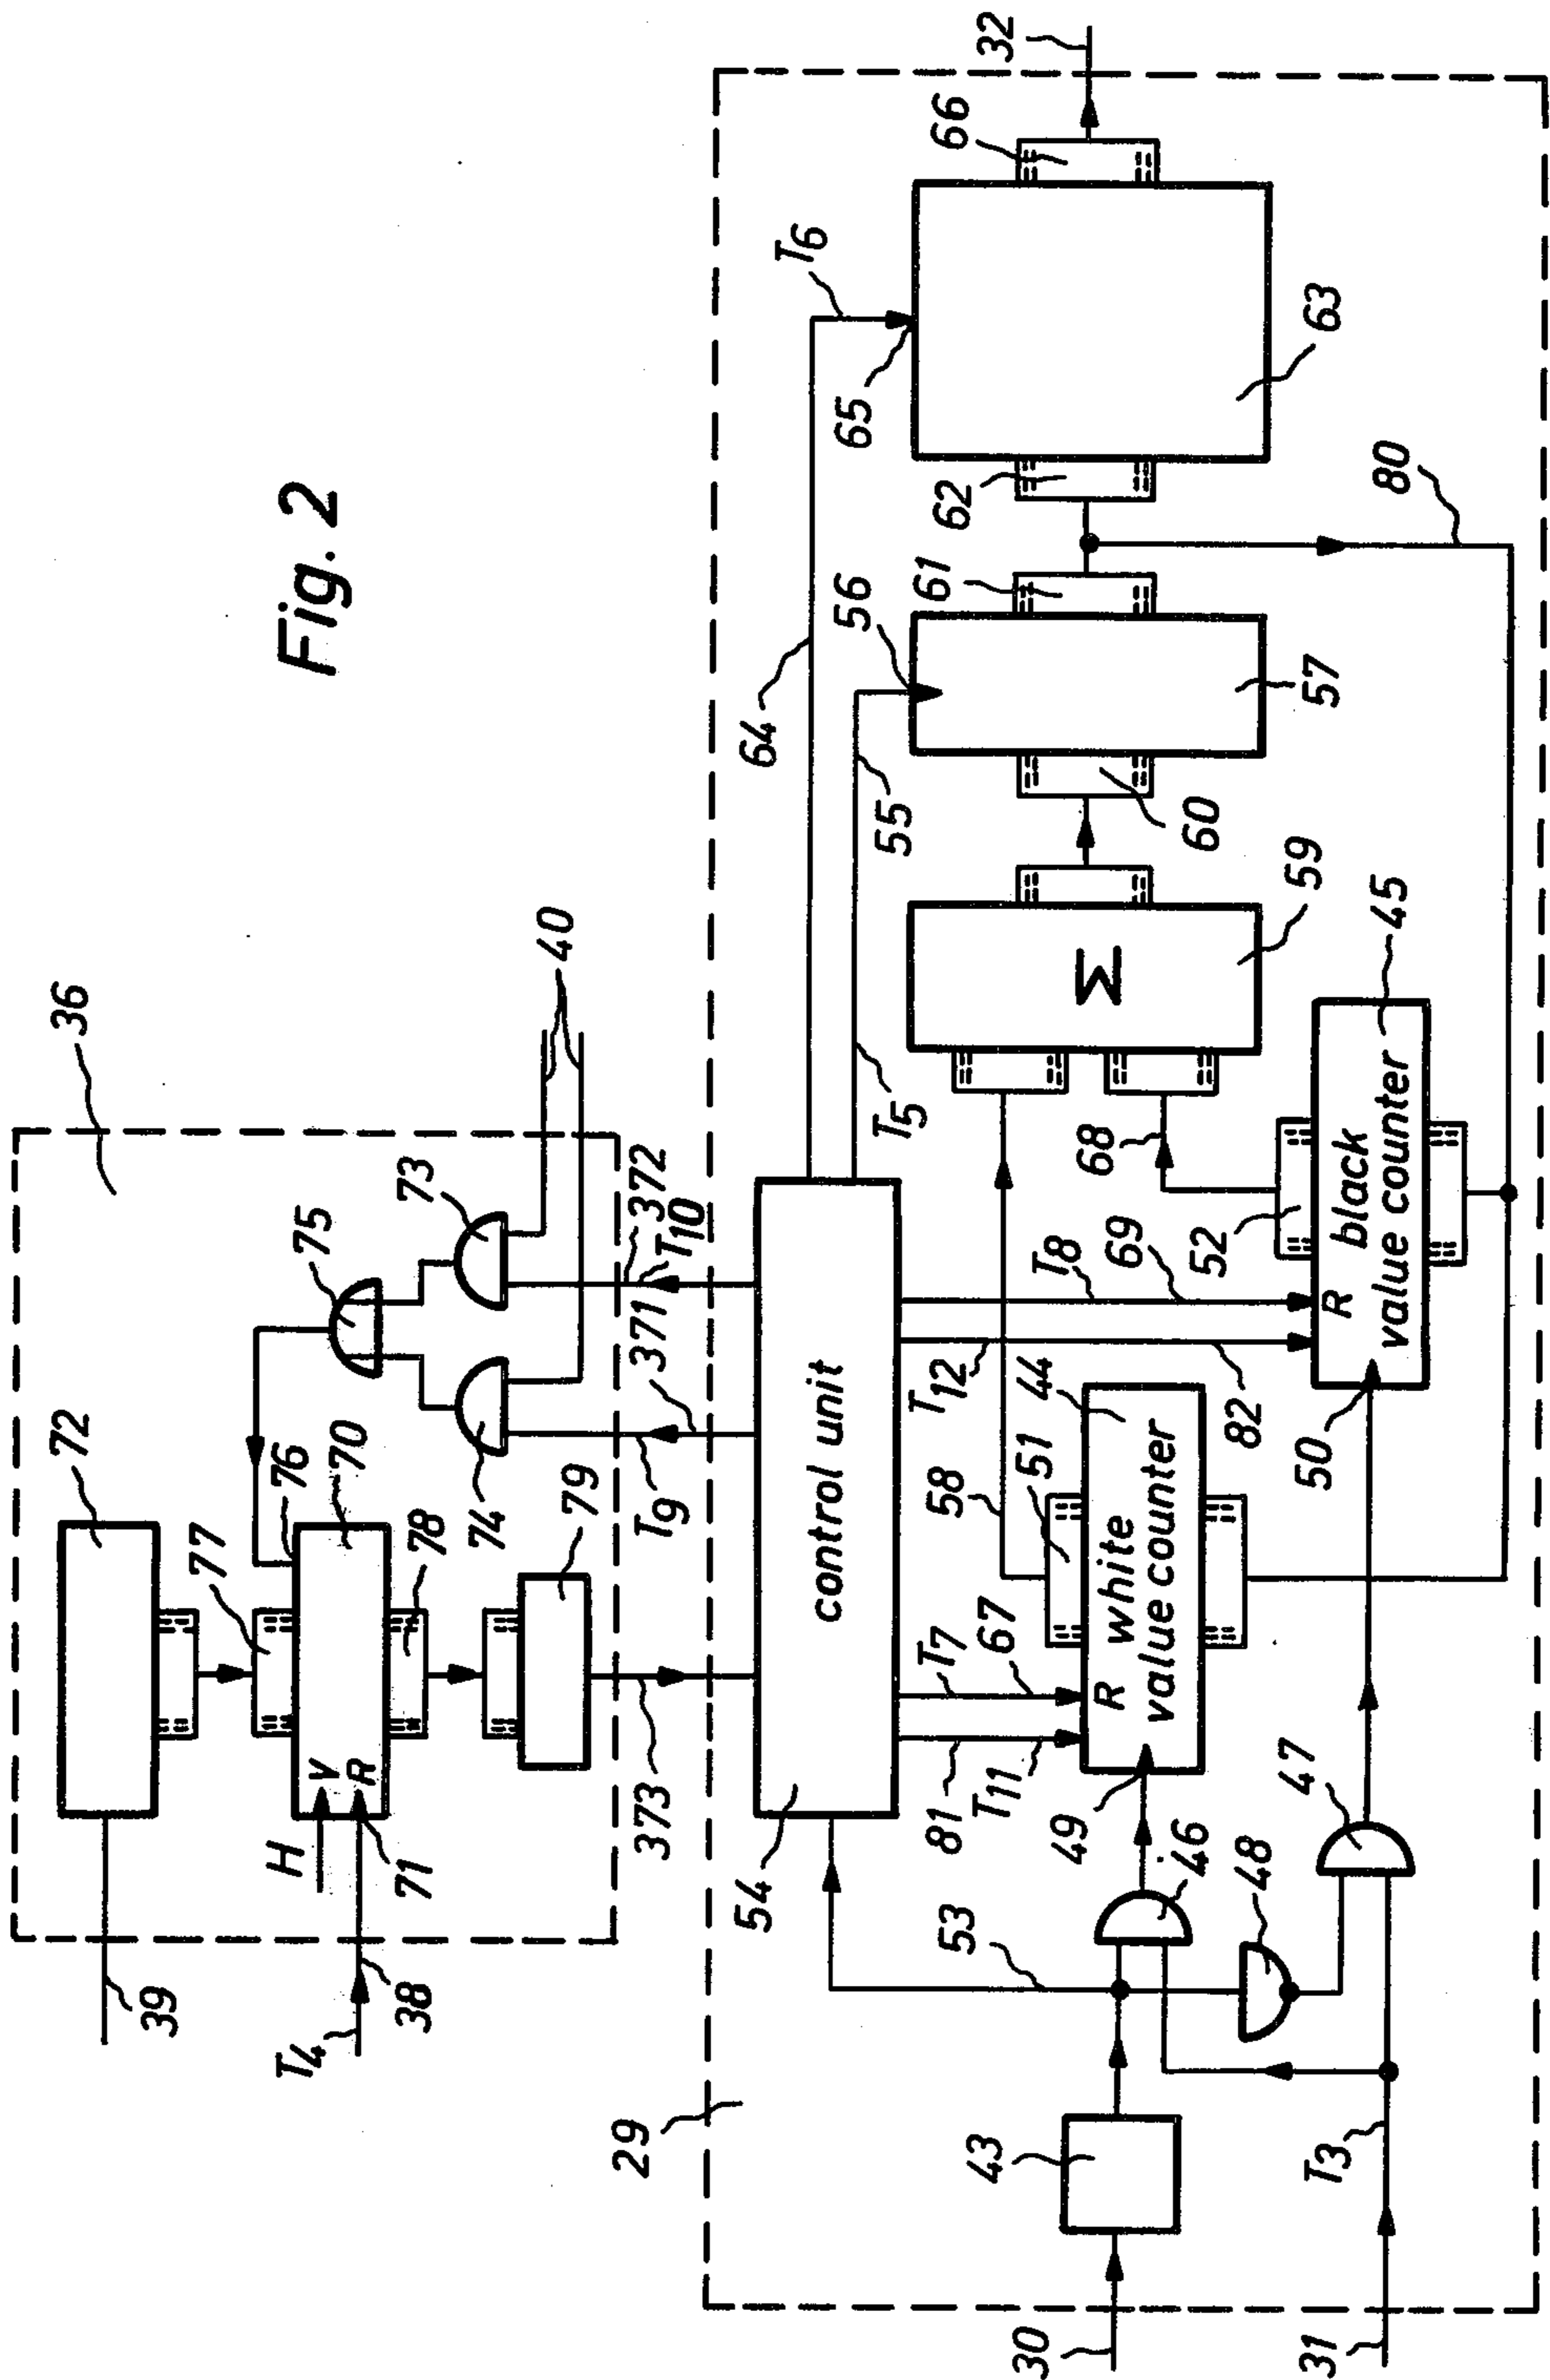 Fig. 2
36
72
39
77
76
70
V
R
H
71
T4
38
78
79
75
73
74
40
T9
371
T10
372
373
29
54
control unit
64
T6
65
55
56
T5
63
66
32
62
61
57
60
80
59
Σ
58
51
44
R white
value counter
81
T11
T7
67
T12
82
T8
69
68
52
45
R black
value counter
49
50
53
46
48
47
43
30
31
T3